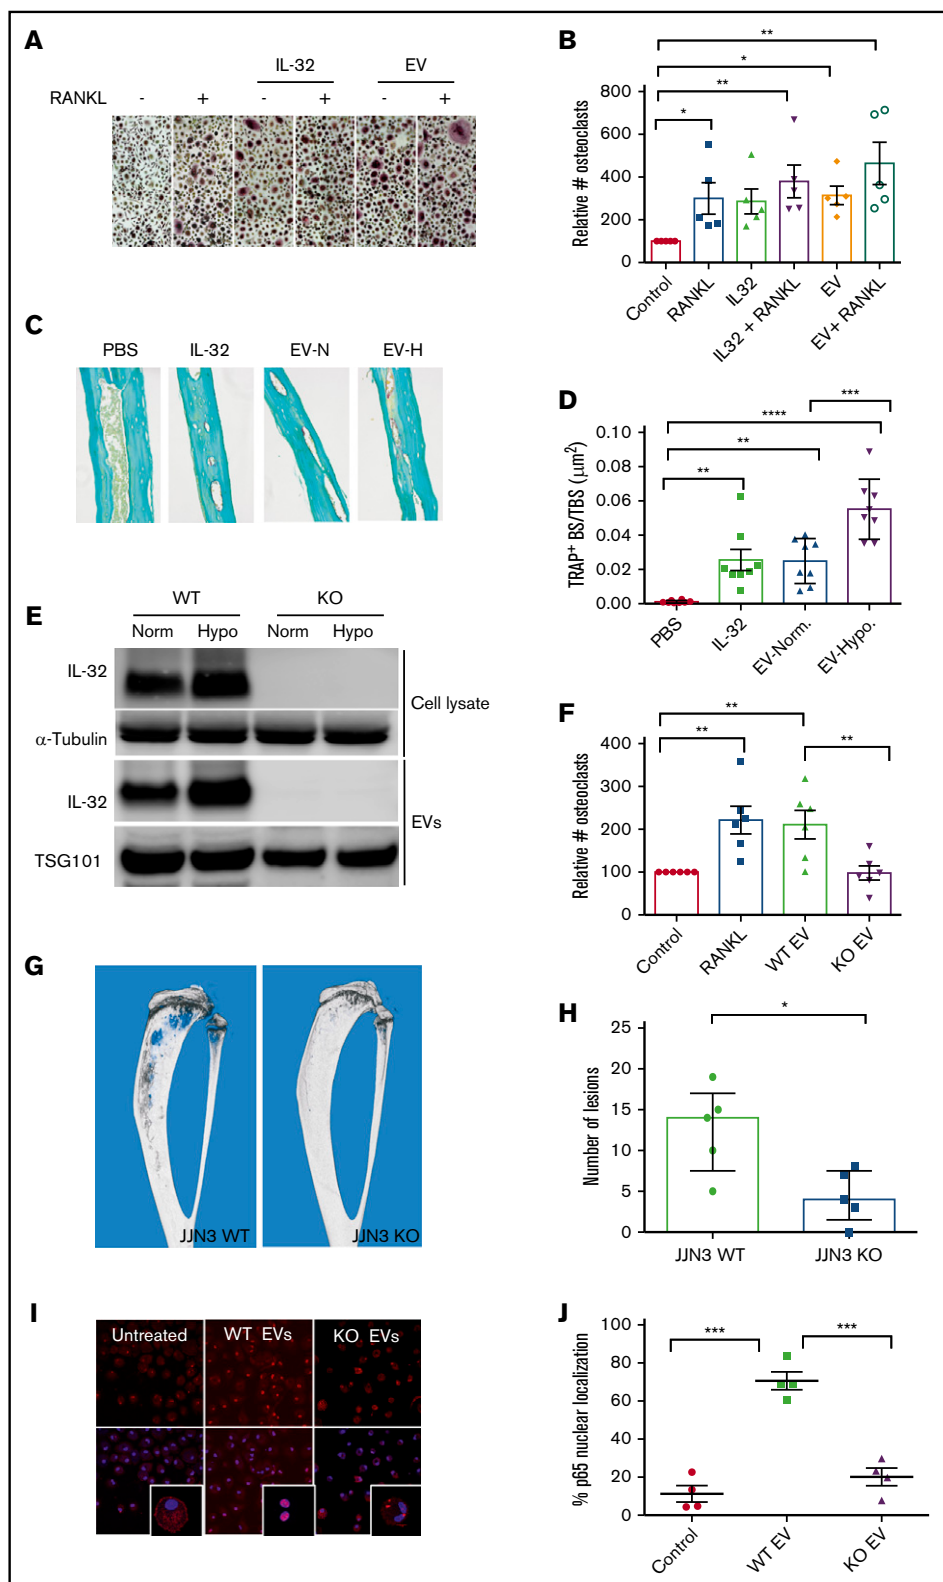 A
IL-32 EV
RANKL - + - + - +
B
** 
*
**
*
Relative # osteoclasts
800
600
400
200
0
Control RANKL IL32 IL32 + RANKL EV EV+ RANKL
C
PBS IL-32 EV-N EV-H
D
***
****
**
**
TRAP+ BS/TBS (μm2)
0.10
0.08
0.06
0.04
0.02
0.00
PBS IL-32 EV-Norm. EV-Hypo.
E
WT KO
Norm Hypo Norm Hypo
IL-32
Cell lysate
α-Tubulin
IL-32
EVs
TSG101
F
**
** **
Relative # osteoclasts
400
300
200
100
0
Control RANKL WT EV KO EV
G
JJN3 WT JJN3 KO
H
*
Number of lesions
25
20
15
10
5
0
JJN3 WT JJN3 KO
I
Untreated WT EVs KO EVs
J
*** ***
% p65 nuclear localization
80
60
40
20
0
Control WT EV KO EV